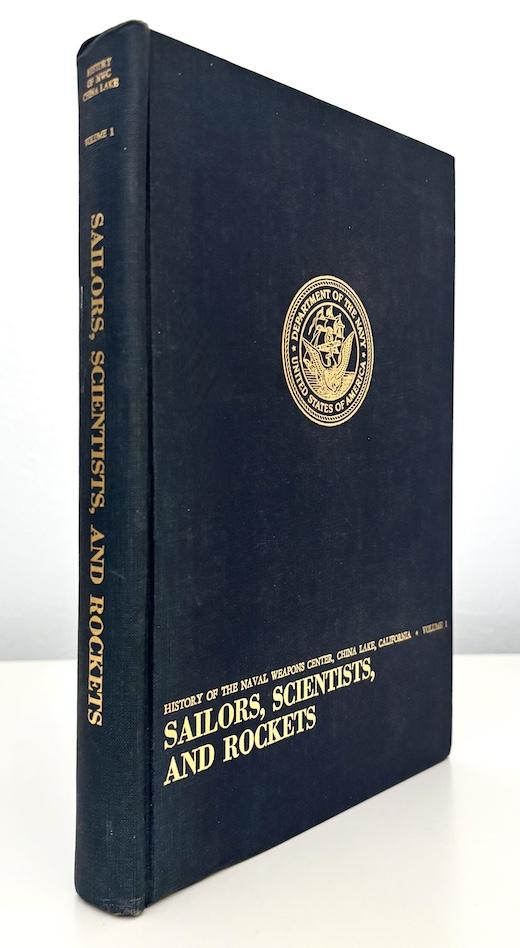 HISTORY
OF NWC
CHINA LAKE
VOLUME 1
SAILORS, SCIENTISTS, AND ROCKETS
DEPARTMENT OF THE NAVY
UNITED STATES OF AMERICA
HISTORY OF THE NAVAL WEAPONS CENTER, CHINA LAKE, CALIFORNIA • VOLUME 1
SAILORS, SCIENTISTS,
AND ROCKETS